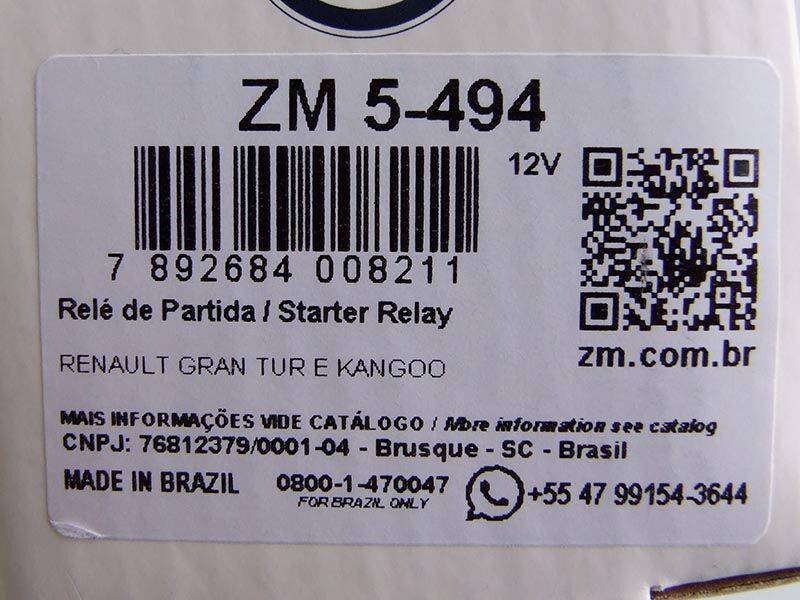 ZM 5-494
12V
7 892684 008211
Relé de Partida / Starter Relay
zm.com.br
RENAULT GRAN TUR E KANGOO
MAIS INFORMAÇÕES VIDE CATÁLOGO / More information see catalog
CNPJ: 76812379/0001-04 - Brusque - SC - Brasil
MADE IN BRAZIL 0800-1-470047
FOR BRAZIL ONLY
+55 47 99154-3644